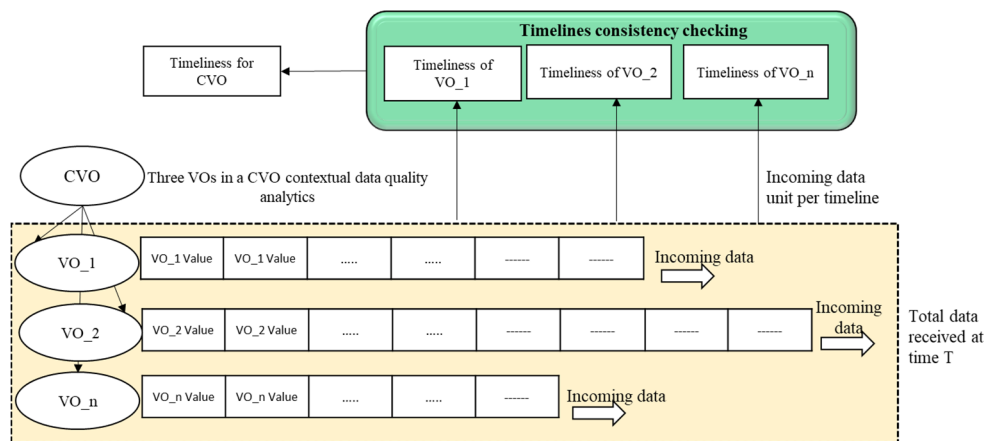 Timelines consistency checking
Timeliness for
CVO
Timeliness of
VO_1
Timeliness of VO_2
Timeliness of VO_n
CVO
Three VOs in a CVO contextual data quality
analytics
Incoming data
unit per timeline
VO_1
VO_1 Value
VO_1 Value
.....
.....
------
------
Incoming data
VO_2
VO_2 Value
VO_2 Value
.....
.....
------
------
------
------
Incoming
data
Total data
received at
time T
VO_n
VO_n Value
VO_n Value
.....
.....
------
Incoming data